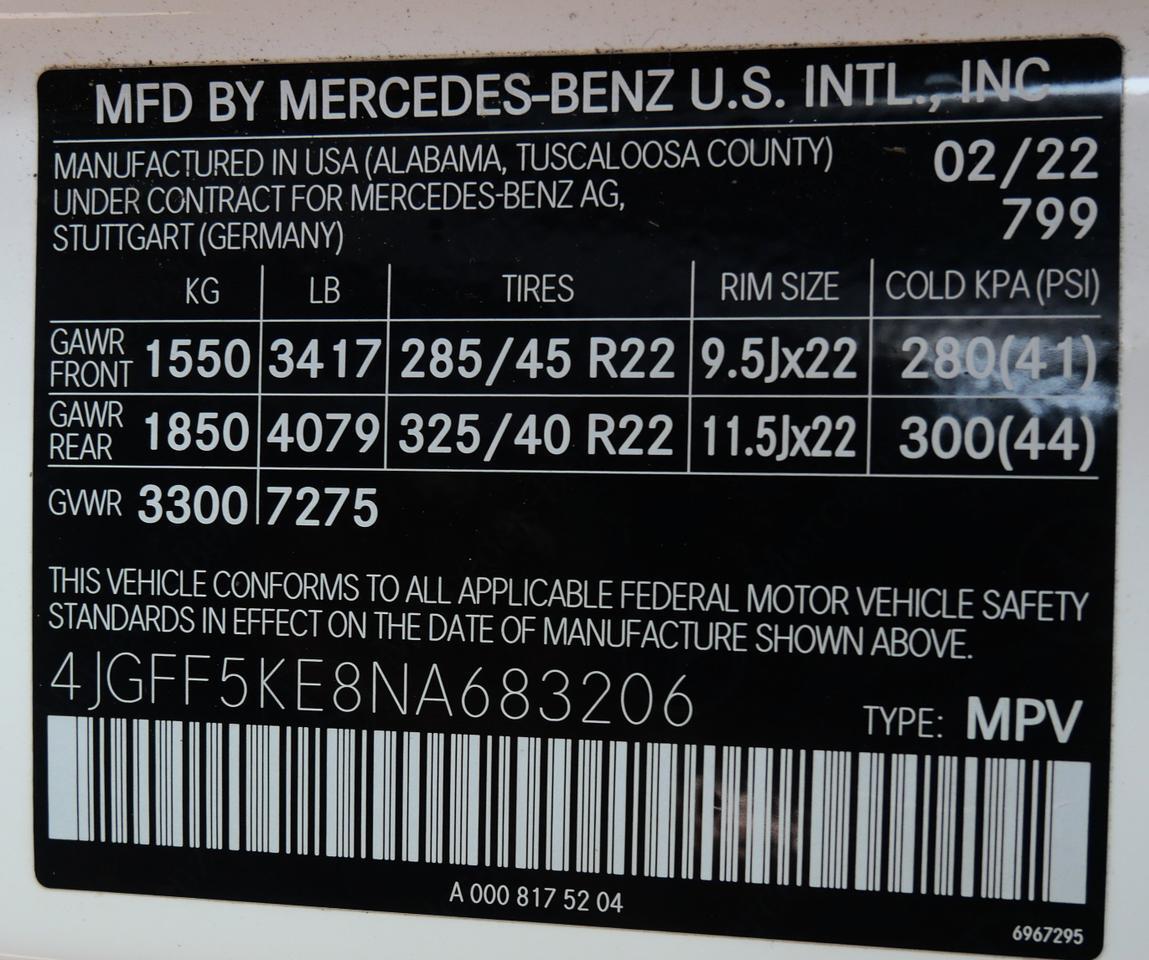 MFD BY MERCEDES-BENZ U.S. INTL., INC
MANUFACTURED IN USA (ALABAMA, TUSCALOOSA COUNTY) 02/22
UNDER CONTRACT FOR MERCEDES-BENZ AG, 799
STUTTGART (GERMANY)
KG LB TIRES RIM SIZE COLD KPA (PSI)
GAWR FRONT 1550 3417 285/45 R22 9.5Jx22 280(41)
GAWR REAR 1850 4079 325/40 R22 11.5Jx22 300(44)
GVWR 3300 7275
THIS VEHICLE CONFORMS TO ALL APPLICABLE FEDERAL MOTOR VEHICLE SAFETY
STANDARDS IN EFFECT ON THE DATE OF MANUFACTURE SHOWN ABOVE.
4JGFF5KE8NA683206
TYPE: MPV
A 000 817 52 04
6967295